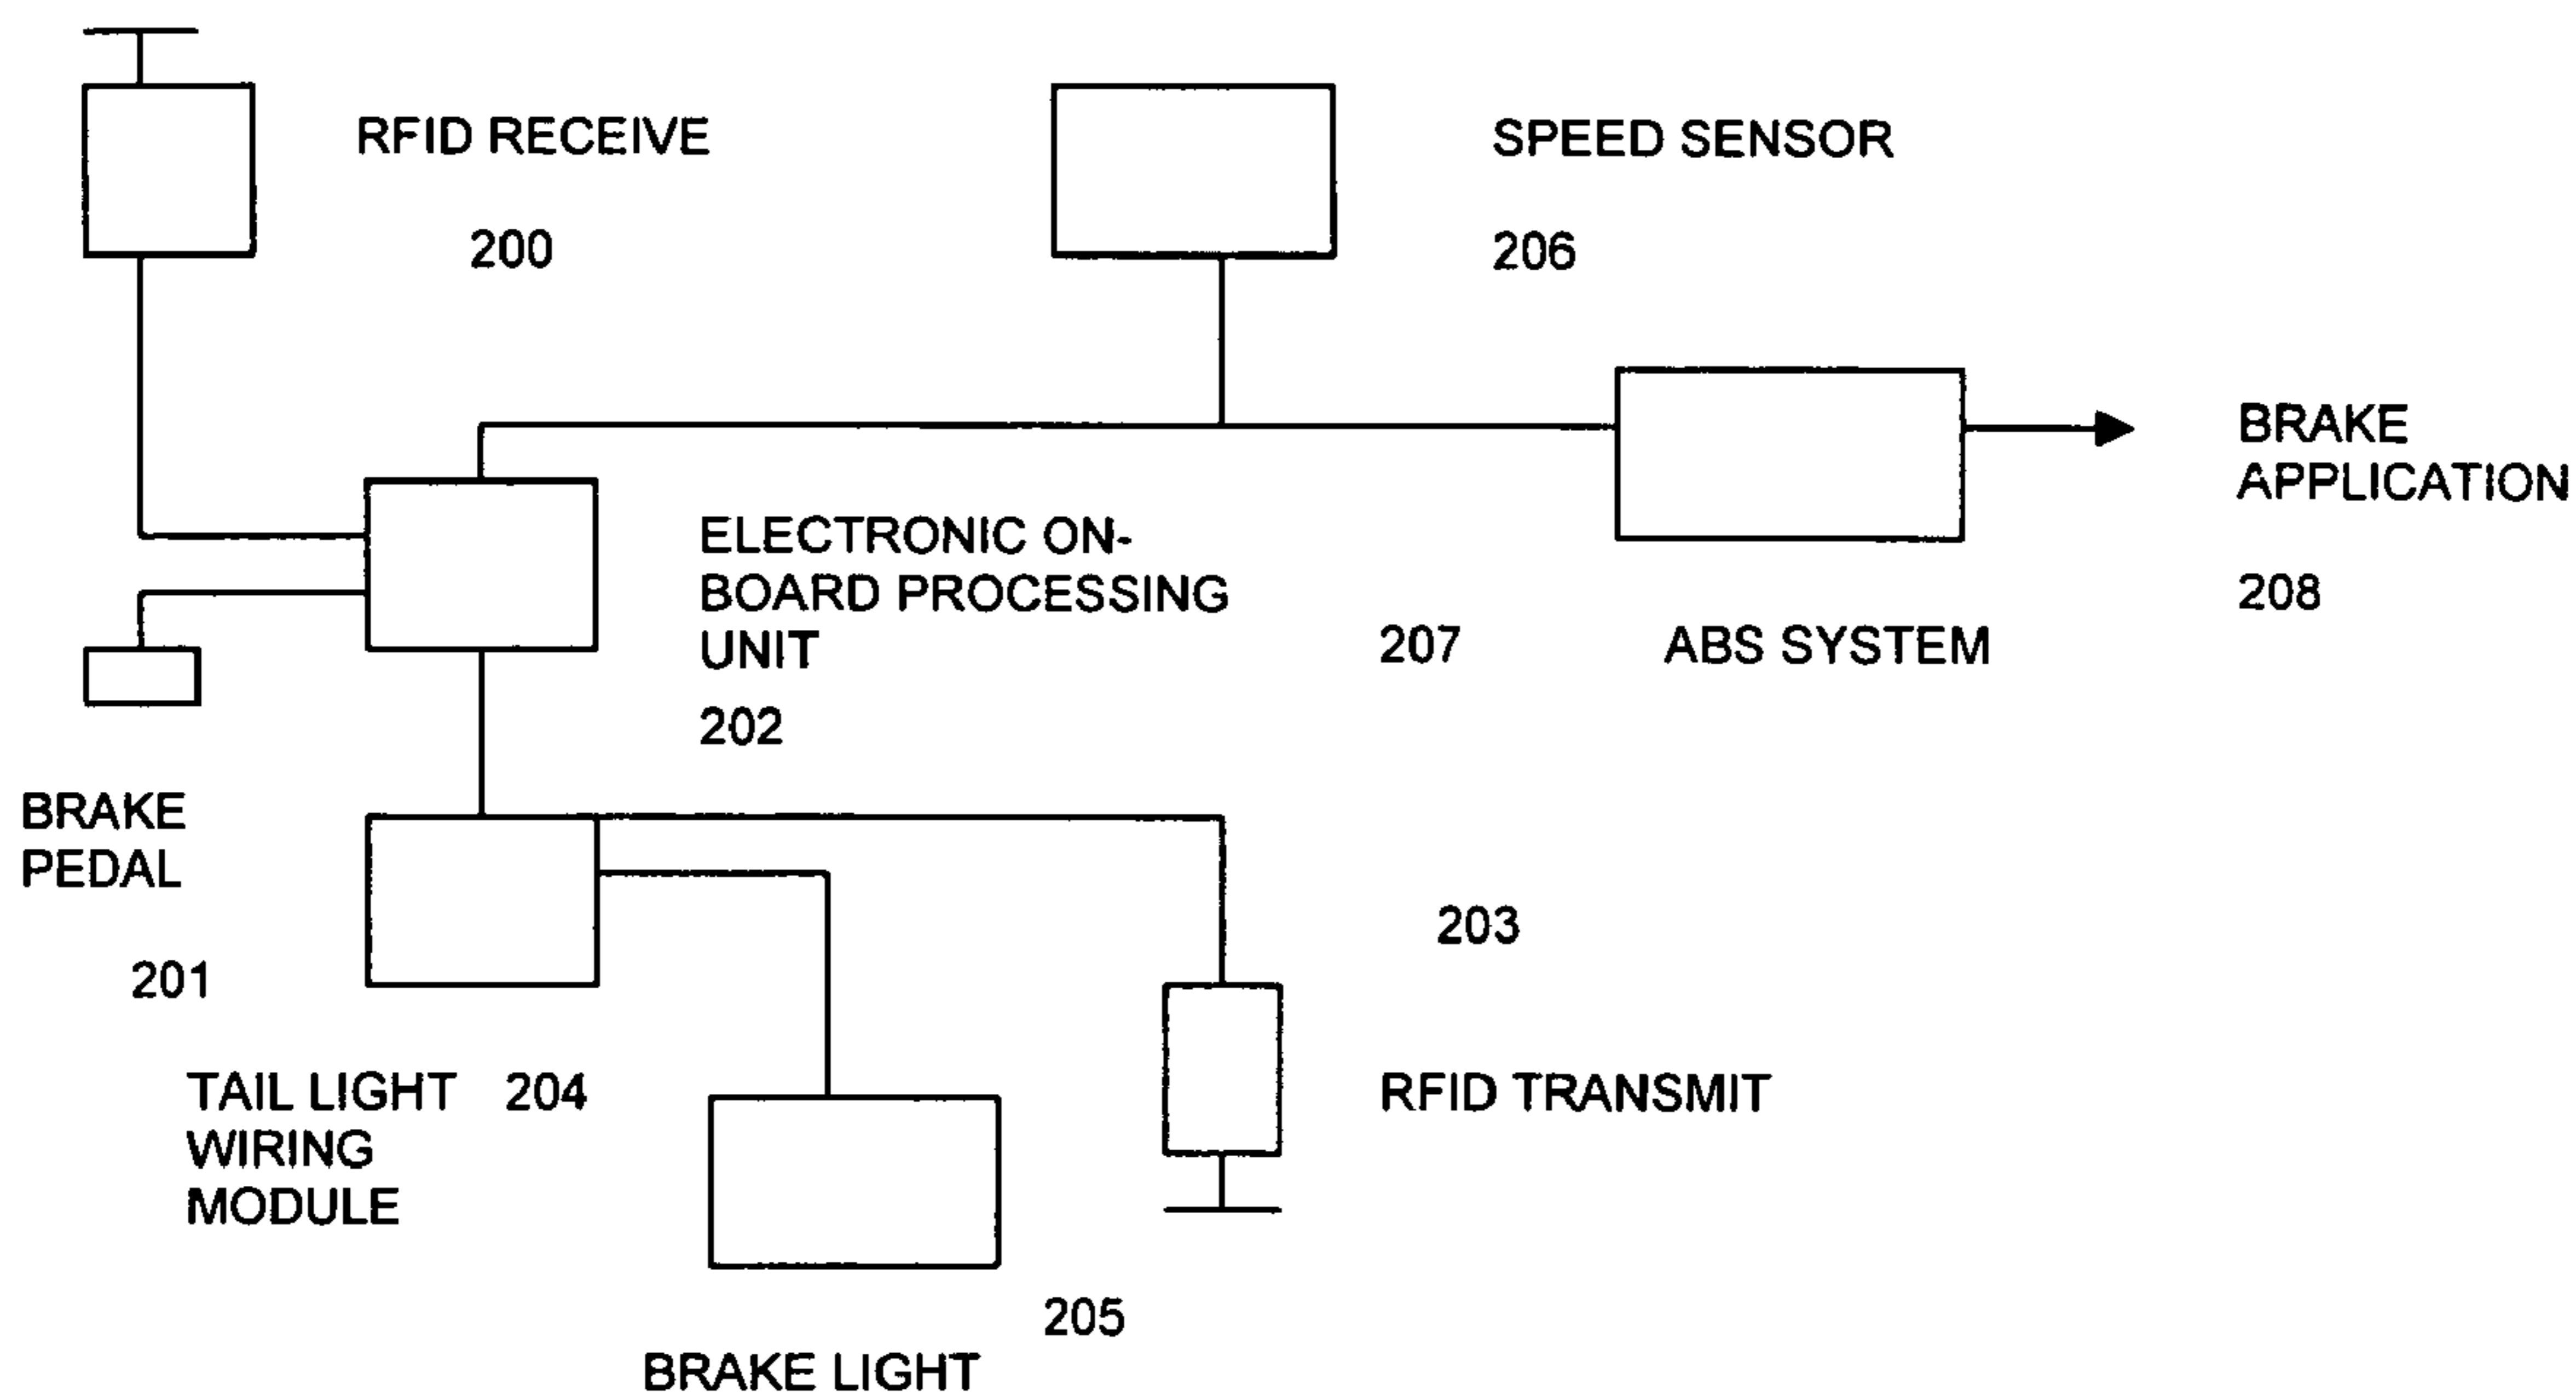 RFID RECEIVE
200
SPEED SENSOR
206
BRAKE
APPLICATION
208
ELECTRONIC ON-
BOARD PROCESSING
UNIT
202
207 ABS SYSTEM
BRAKE
PEDAL
201
203
TAIL LIGHT 204
WIRING
MODULE
RFID TRANSMIT
205
BRAKE LIGHT